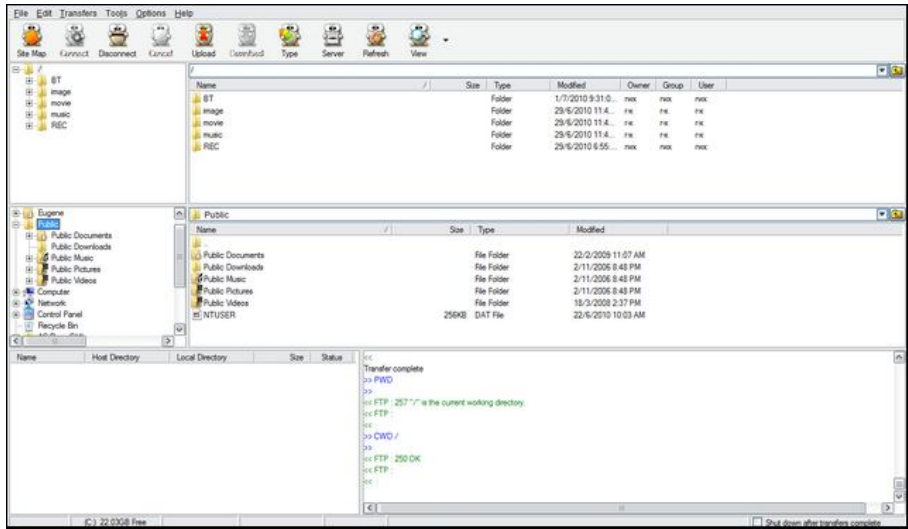 File Edit Transfers Tools Options Help
Site Map Connect Disconnect Cancel Upload Download Type Server Refresh View
/
BT
image
movie
music
REC
/
Name / Size Type Modified Owner Group User
BT Folder 1/7/2010 9:31:0...
image Folder 29/6/2010 11:4...
movie Folder 29/6/2010 11:4...
music Folder 29/6/2010 11:4...
REC Folder 29/6/2010 6:55:...
Eugene
Public
Public Documents
Public Downloads
Public Music
Public Pictures
Public Videos
Computer
Network
Control Panel
Recycle Bin
Public
Name / Size Type Modified
..
Public Documents File Folder 22/2/2009 11:07 AM
Public Downloads File Folder 2/11/2006 8:48 PM
Public Music File Folder 2/11/2006 8:48 PM
Public Pictures File Folder 2/11/2006 8:48 PM
Public Videos File Folder 18/3/2008 2:37 PM
NTUSER 256KB DAT File 22/6/2010 10:03 AM
Name Host Directory Local Directory Size Status
<<
Transfer complete
>> PWD
>>
<< FTP : 257 "/" is the current working directory.
<< FTP :
<<
>> CWD /
>>
<< FTP : 250 OK
<< FTP :
<<
(C:) 22.03GB Free
Shut down after transfers complete